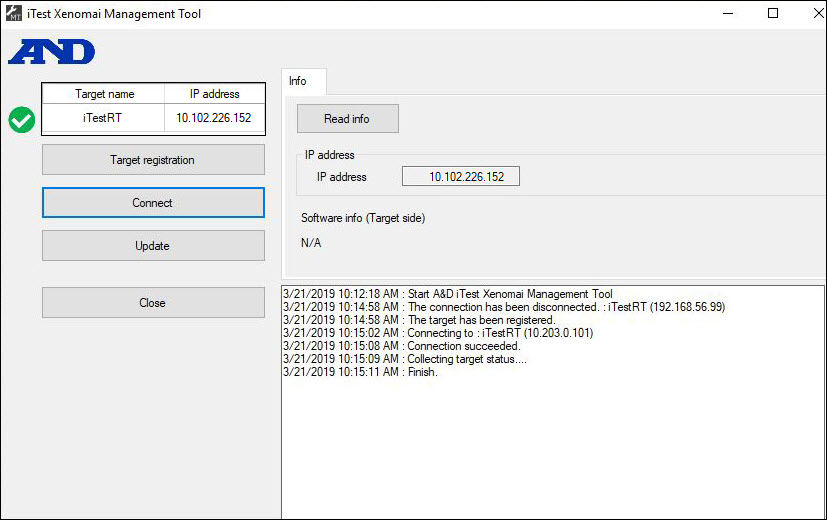 MT iTest Xenomai Management Tool
AND
Target name IP address
iTestRT 10.102.226.152
Target registration
Connect
Update
Close
Info
Read info
IP address
IP address 10.102.226.152
Software info (Target side)
N/A
3/21/2019 10:12:18 AM : Start A&D iTest Xenomai Management Tool
3/21/2019 10:14:58 AM : The connection has been disconnected. : iTestRT (192.168.56.99)
3/21/2019 10:14:58 AM : The target has been registered.
3/21/2019 10:15:02 AM : Connecting to : iTestRT (10.203.0.101)
3/21/2019 10:15:08 AM : Connection succeeded.
3/21/2019 10:15:09 AM : Collecting target status....
3/21/2019 10:15:11 AM : Finish.